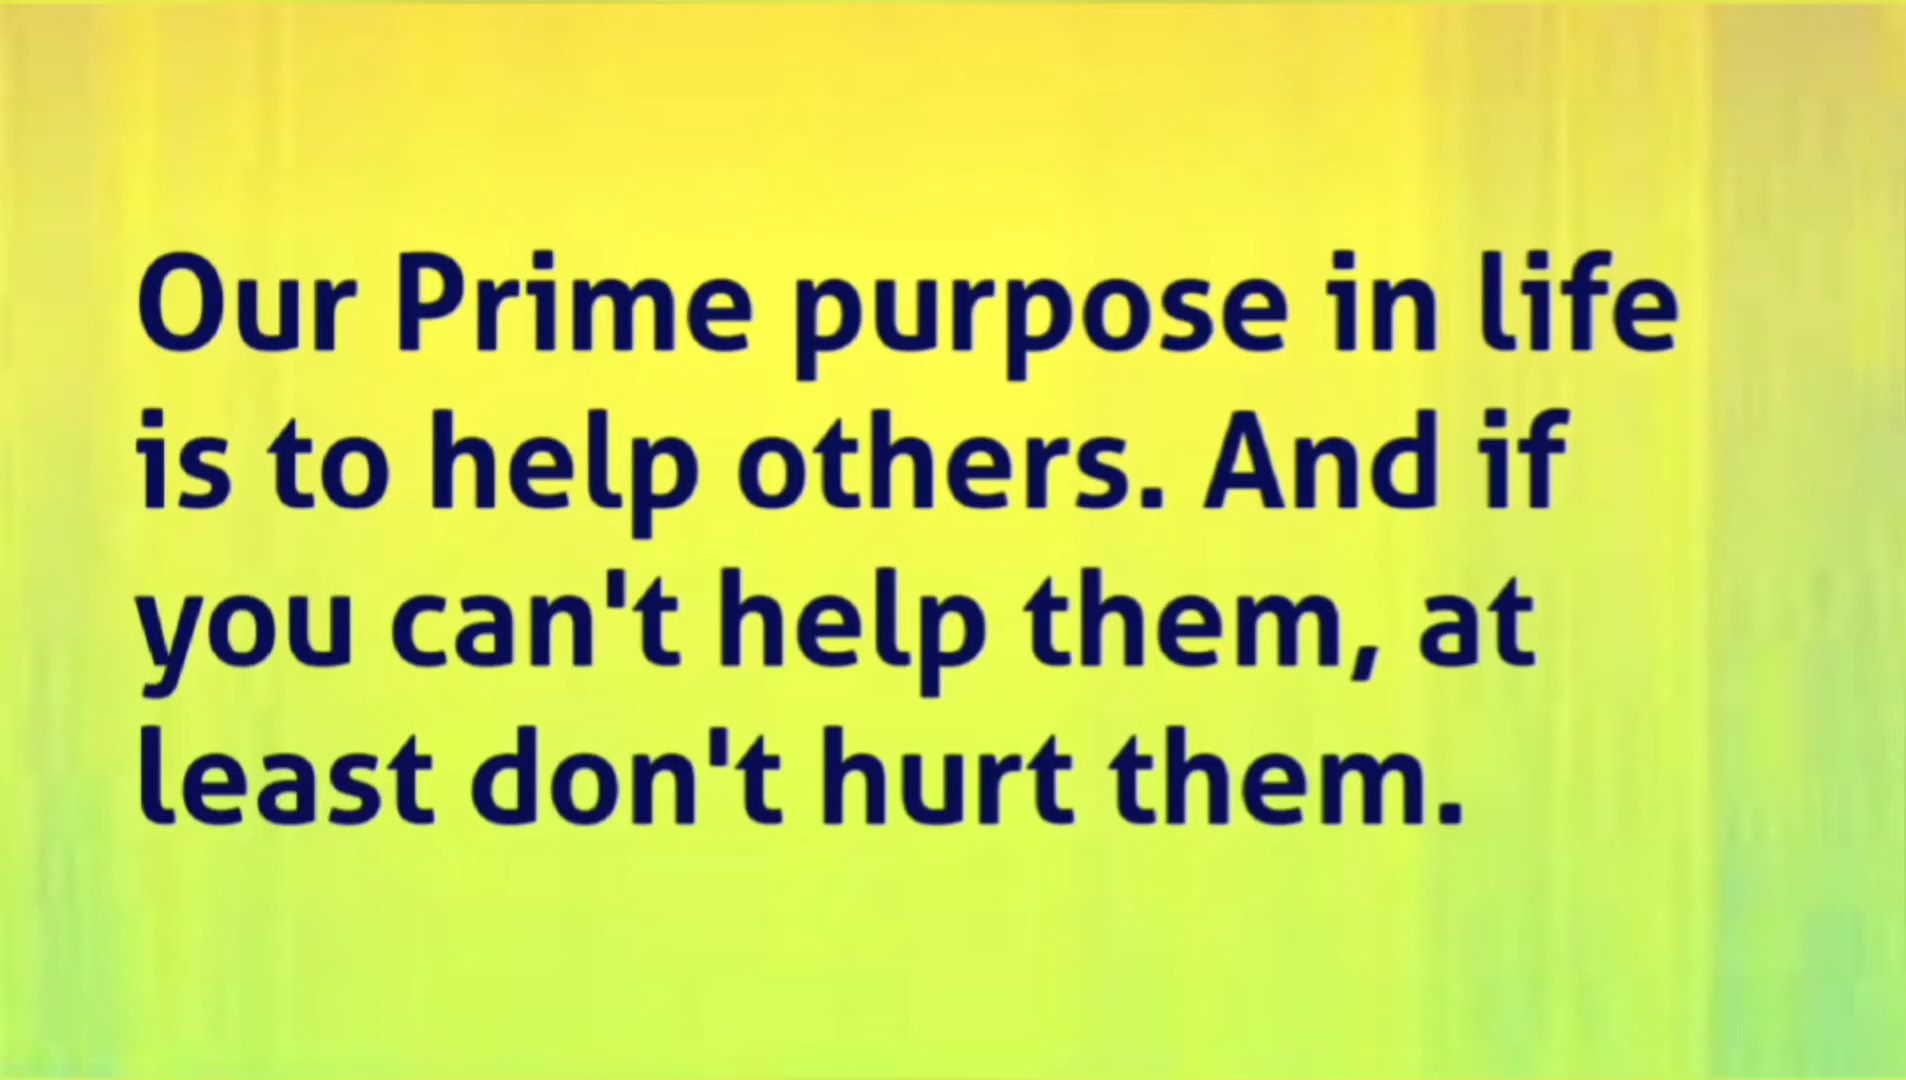 Our Prime purpose in life
is to help others. And if
you can't help them, at
least don't hurt them.